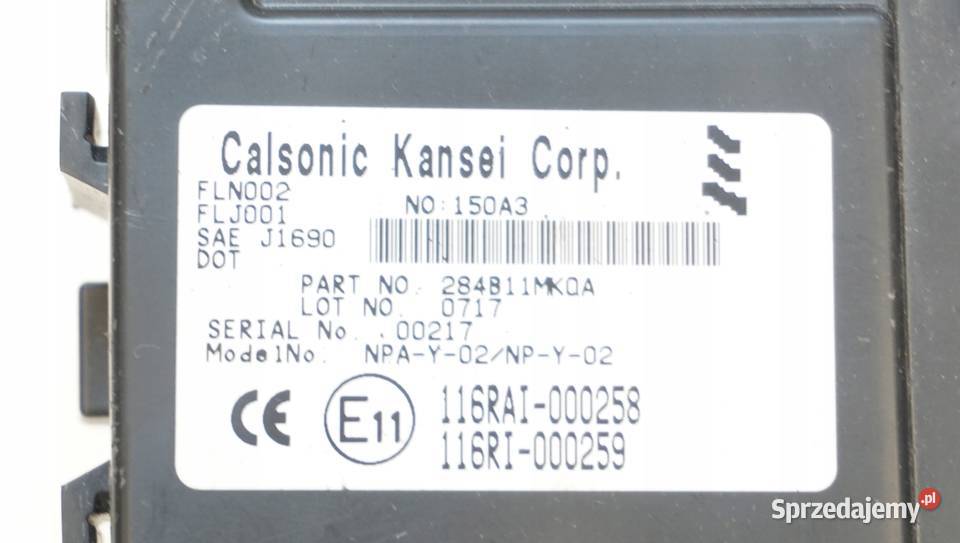 Calsonic Kansei Corp.
FLN002
FLJ001
NO:150A3
SAE J1690
DOT
PART NO. 284B11MKQA
LOT NO. 0717
SERIAL No. 00217
ModelNo: NPA-Y-02/NP-Y-02
CE E11 116RAI-000258
116RI-000259
Sprzedajemy.pl